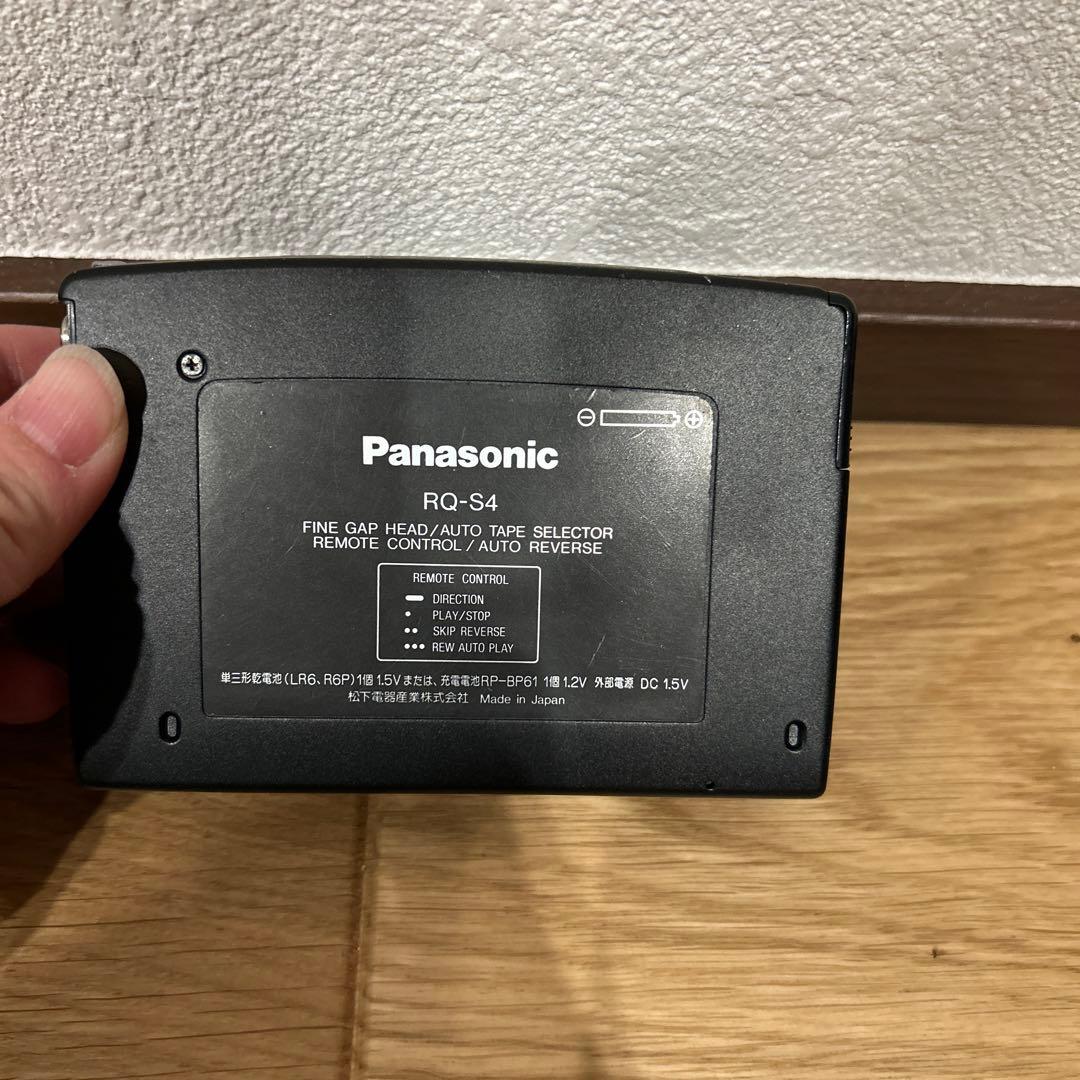 ⊖ ⊕
Panasonic
RQ-S4
FINE GAP HEAD/AUTO TAPE SELECTOR
REMOTE CONTROL/AUTO REVERSE
REMOTE CONTROL
▬ DIRECTION
• PLAY/STOP
•• SKIP REVERSE
••• REW AUTO PLAY
単三形乾電池(LR6、R6P)1個 1.5Vまたは、充電電池RP-BP61 1個 1.2V 外部電源 DC 1.5V
松下電器産業株式会社 Made in Japan